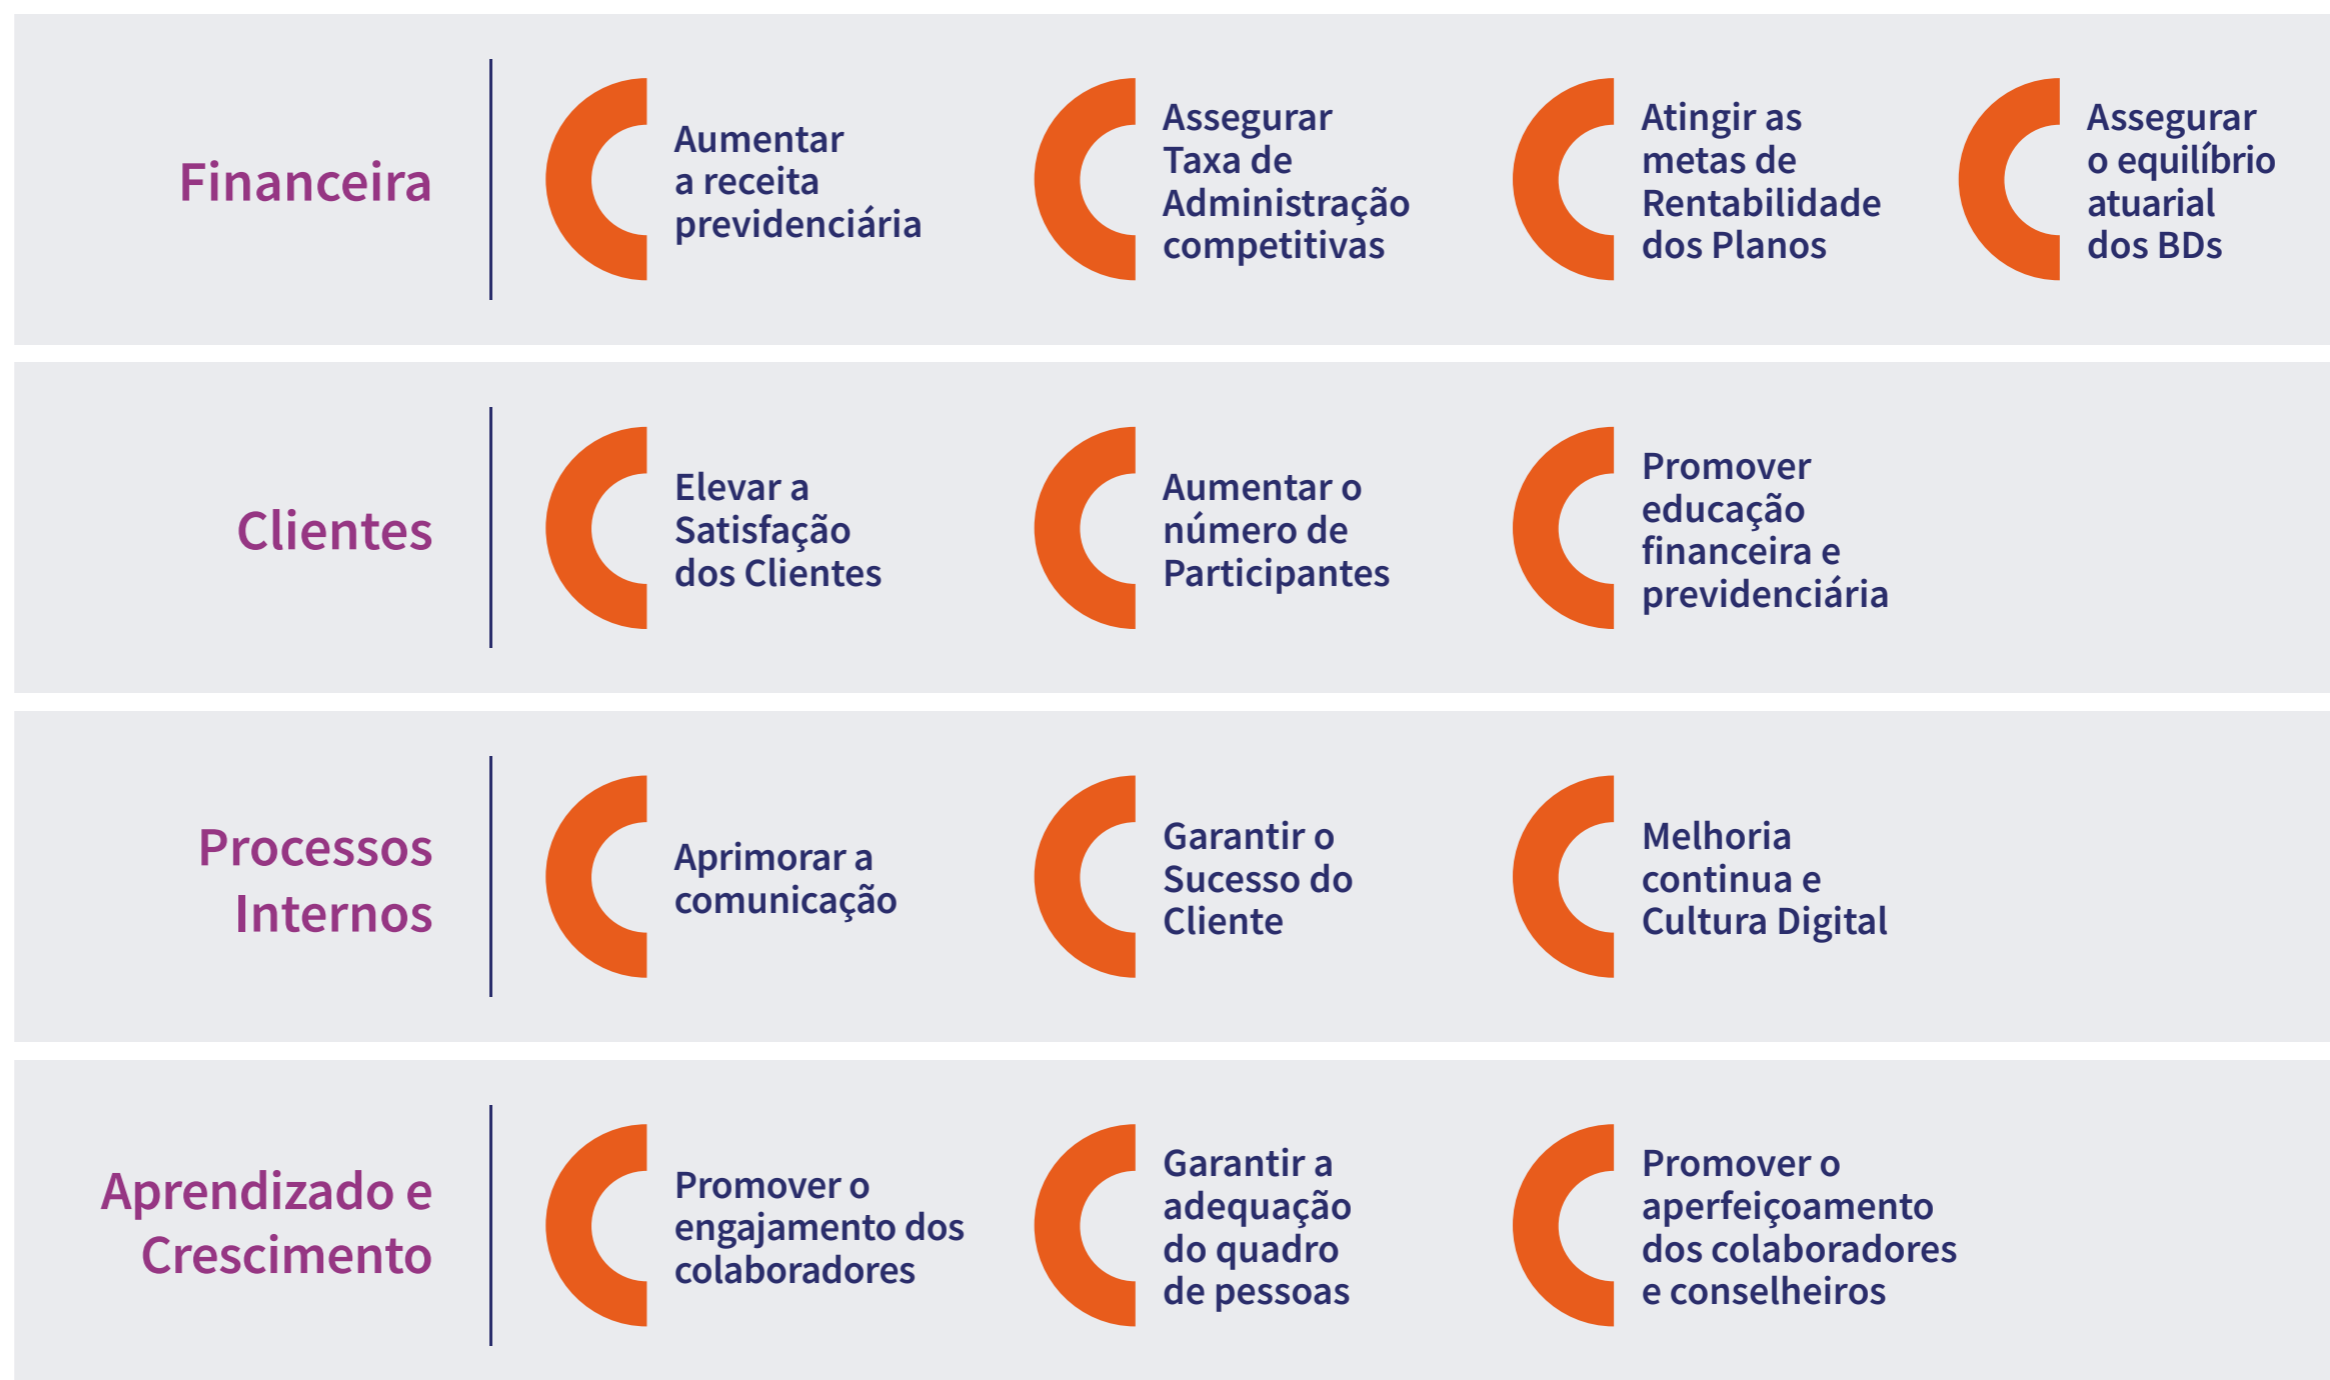 Financeira
Aumentar
a receita
previdenciária
Assegurar
Taxa de
Administração
competitivas
Atingir as
metas de
Rentabilidade
dos Planos
Assegurar
o equilíbrio
atuarial
dos BDs
Clientes
Elevar a
Satisfação
dos Clientes
Aumentar o
número de
Participantes
Promover
educação
financeira e
previdenciária
Processos
Internos
Aprimorar a
comunicação
Garantir o
Sucesso do
Cliente
Melhoria
continua e
Cultura Digital
Aprendizado e
Crescimento
Promover o
engajamento dos
colaboradores
Garantir a
adequação
do quadro
de pessoas
Promover o
aperfeiçoamento
dos colaboradores
e conselheiros